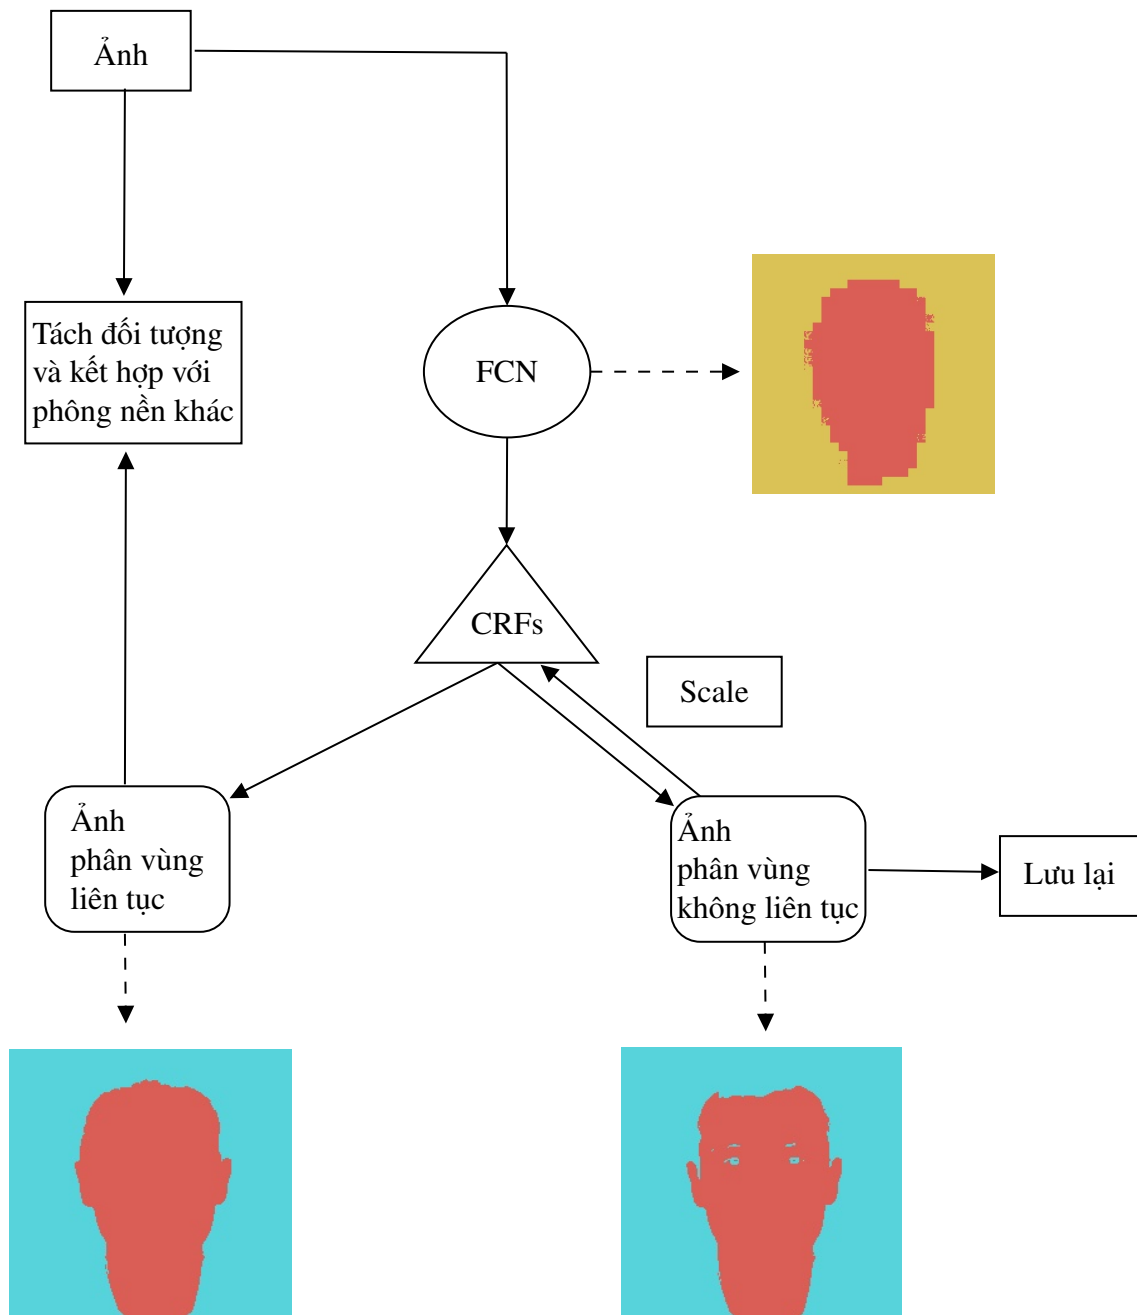 Ảnh
Tách đối tượng
và kết hợp với
phông nền khác
FCN
CRFs
Scale
Ảnh
phân vùng
liên tục
Ảnh
phân vùng
không liên tục
Lưu lại